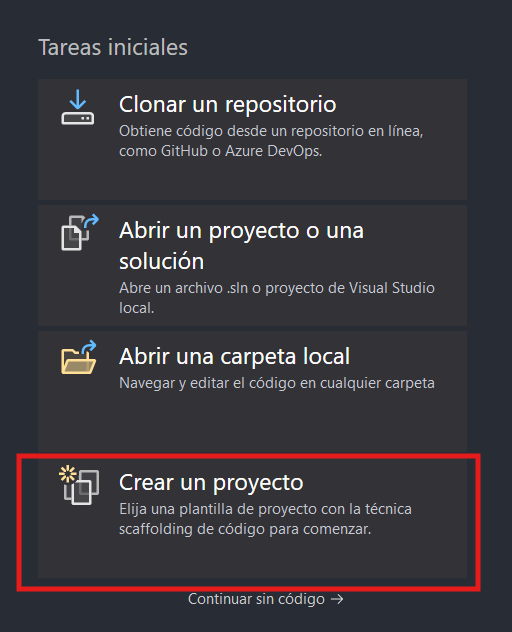 Tareas iniciales
Clonar un repositorio
Obtiene código desde un repositorio en línea,
como GitHub o Azure DevOps.
Abrir un proyecto o una
solución
Abre un archivo .sln o proyecto de Visual Studio
local.
Abrir una carpeta local
Navegar y editar el código en cualquier carpeta
Crear un proyecto
Elija una plantilla de proyecto con la técnica
scaffolding de código para comenzar.
Continuar sin código →